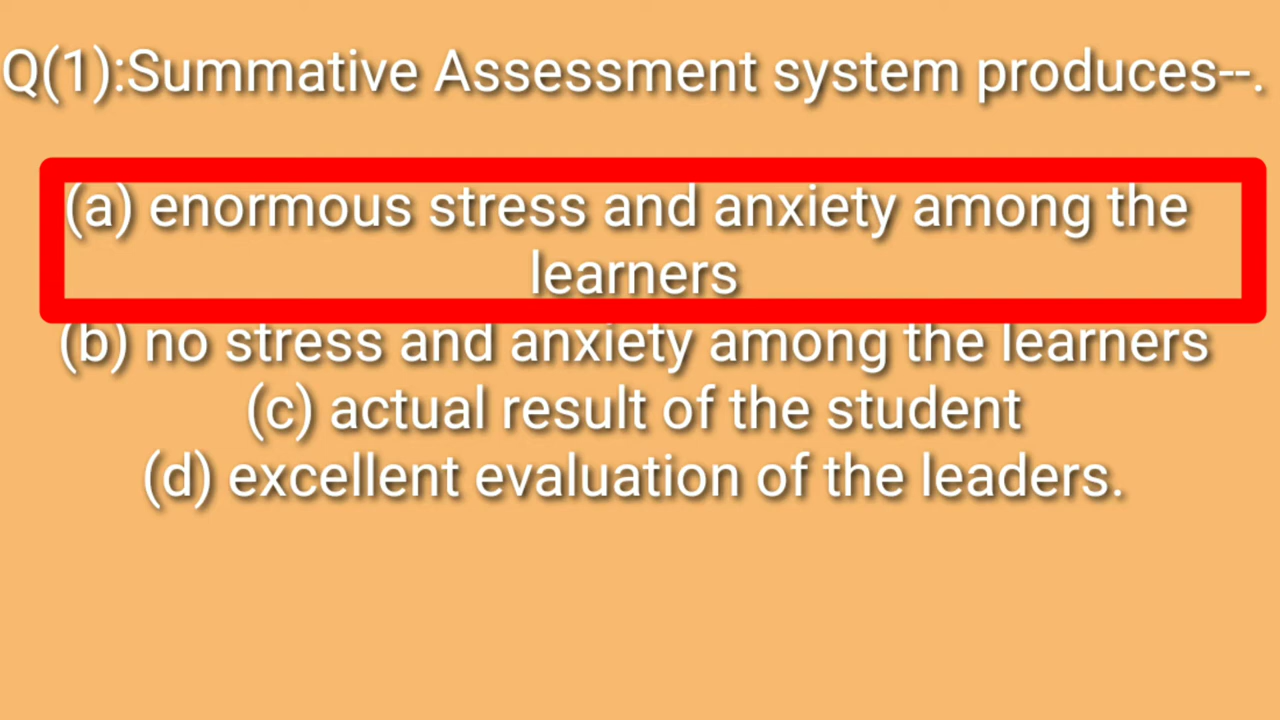 Q(1):Summative Assessment system produces--.
(a) enormous stress and anxiety among the
learners
(b) no stress and anxiety among the learners
(c) actual result of the student
(d) excellent evaluation of the leaders.